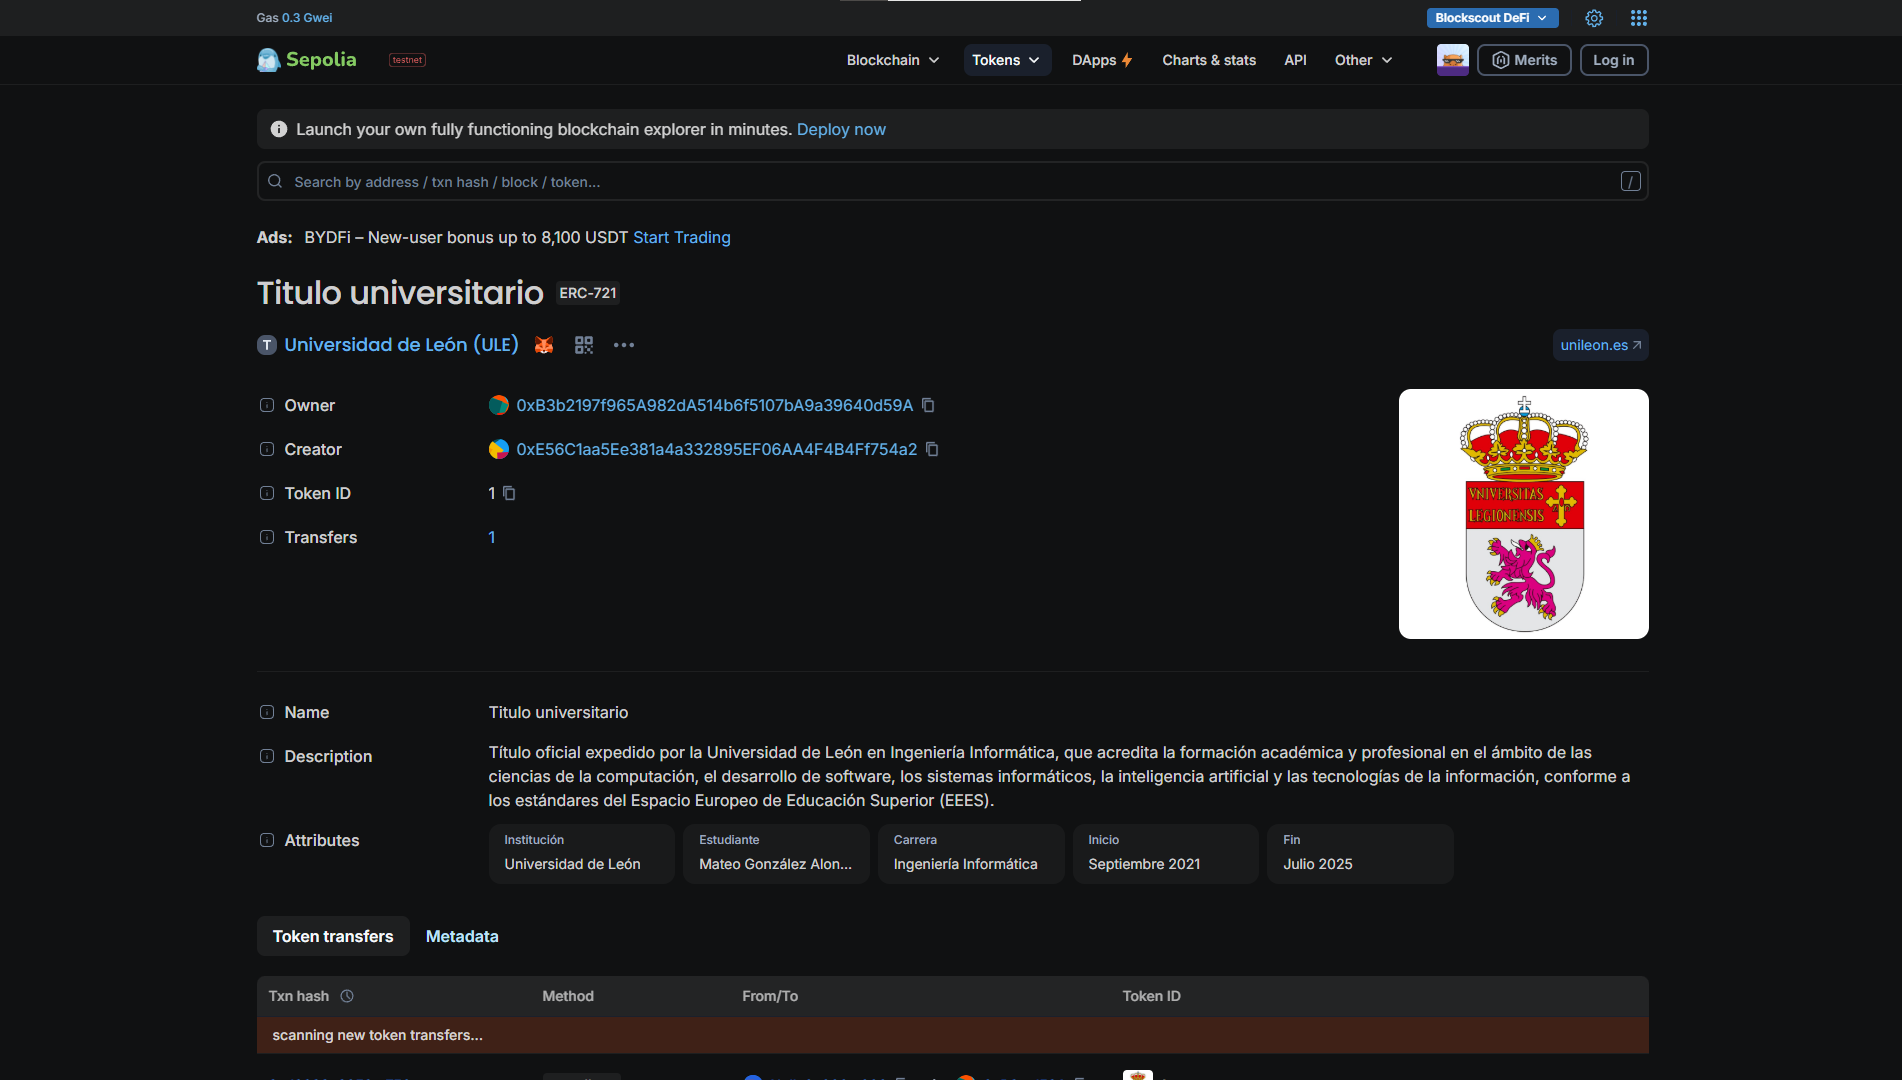 Gas 0.3 Gwei
Blockscout DeFi
Sepolia testnet
Blockchain Tokens DApps Charts & stats API Other Merits Log in
Launch your own fully functioning blockchain explorer in minutes. Deploy now
Search by address / txn hash / block / token... /
Ads: BYDFi – New-user bonus up to 8,100 USDT Start Trading
Titulo universitario ERC-721
T Universidad de León (ULE)
unileon.es
Owner 0xB3b2197f965A982dA514b6f5107bA9a39640d59A
Creator 0xE56C1aa5Ee381a4a332895EF06AA4F4B4Ff754a2
Token ID 1
Transfers 1
VNIVERSITAS
LEGIONENSIS
Name Titulo universitario
Description Título oficial expedido por la Universidad de León en Ingeniería Informática, que acredita la formación académica y profesional en el ámbito de las
ciencias de la computación, el desarrollo de software, los sistemas informáticos, la inteligencia artificial y las tecnologías de la información, conforme a
los estándares del Espacio Europeo de Educación Superior (EEES).
Attributes
Institución Estudiante Carrera Inicio Fin
Universidad de León Mateo González Alon... Ingeniería Informática Septiembre 2021 Julio 2025
Token transfers Metadata
Txn hash Method From/To Token ID
scanning new token transfers...